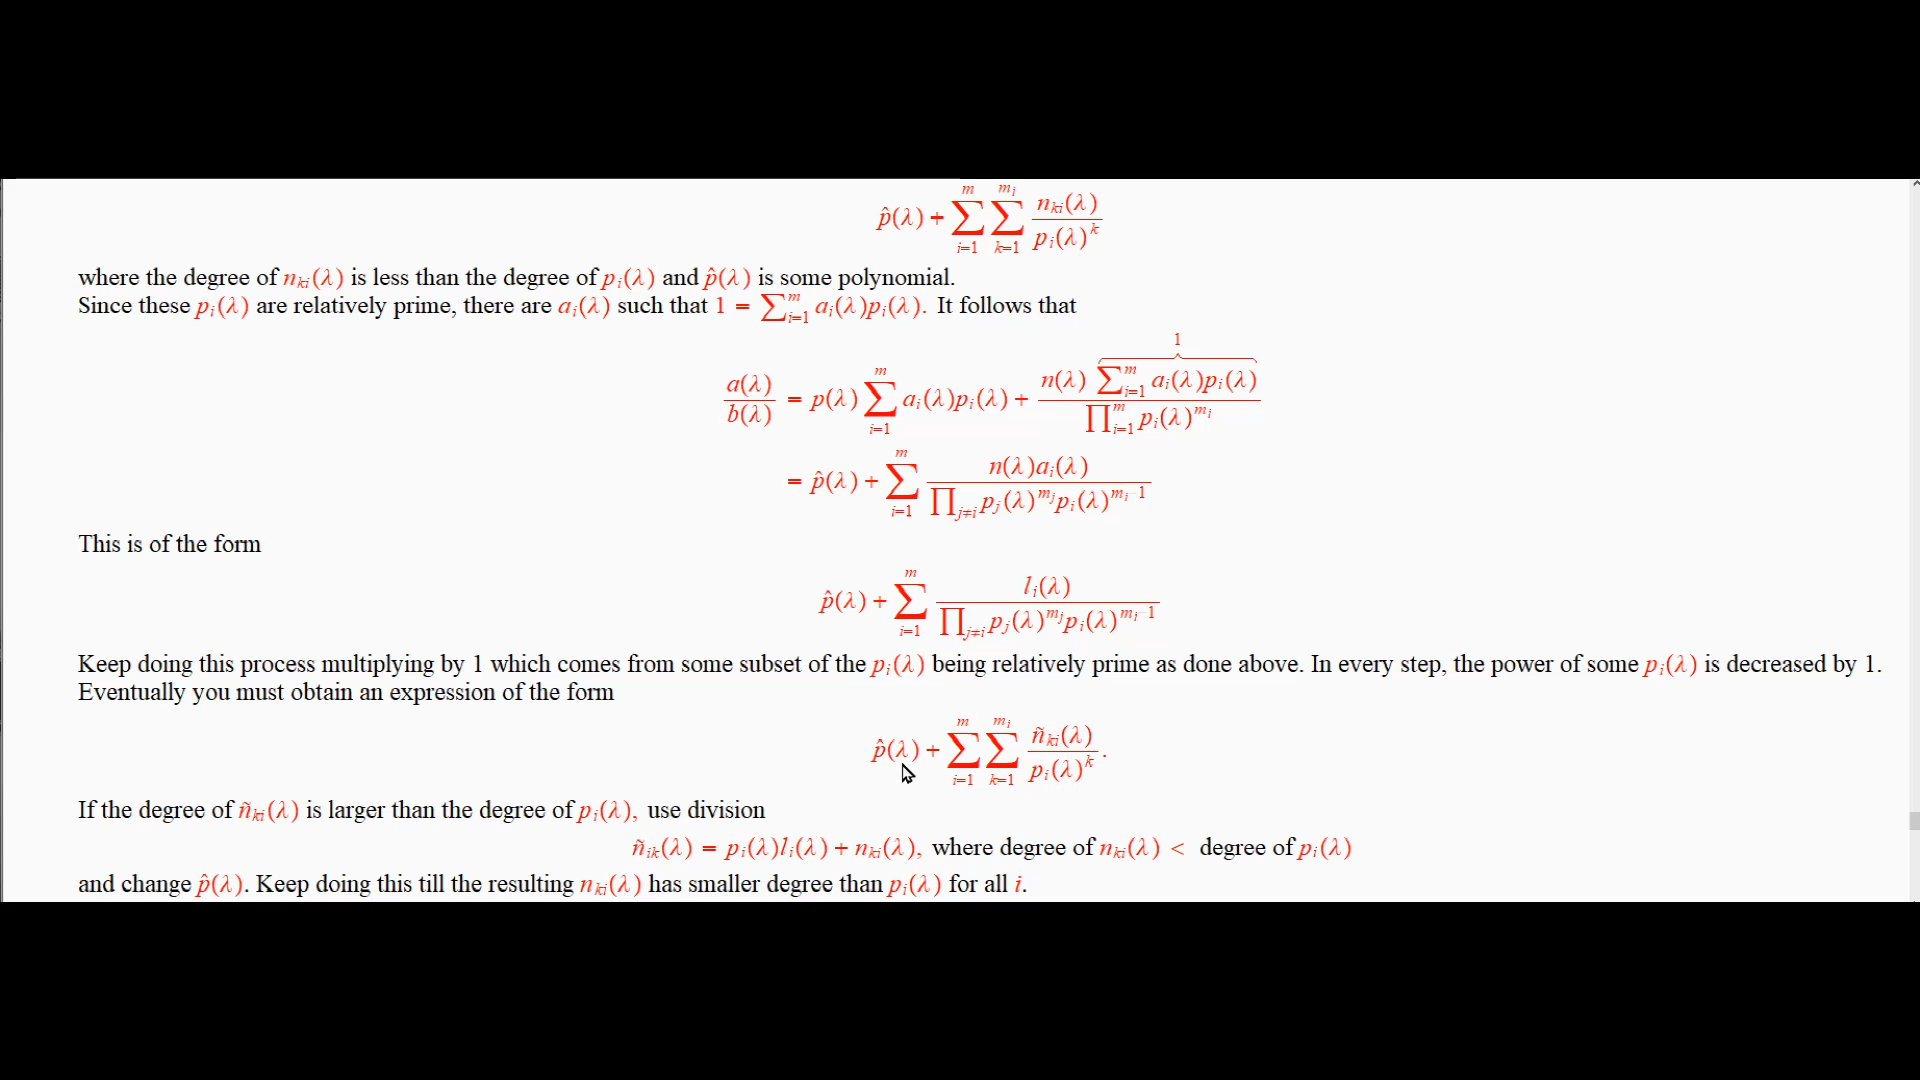 p̂(λ) + ∑_{i=1}^{m} ∑_{k=1}^{m_i} n_{ki}(λ) / p_i(λ)^k
where the degree of n_{ki}(λ) is less than the degree of p_i(λ) and p̂(λ) is some polynomial.
Since these p_i(λ) are relatively prime, there are a_i(λ) such that 1 = ∑_{i=1}^{m} a_i(λ)p_i(λ). It follows that
a(λ)/b(λ) = p(λ) ∑_{i=1}^{m} a_i(λ)p_i(λ) + n(λ) \overbrace{∑_{i=1}^{m} a_i(λ)p_i(λ)}^{1} / ∏_{i=1}^{m} p_i(λ)^{m_i}
= p̂(λ) + ∑_{i=1}^{m} n(λ)a_i(λ) / ∏_{j≠i} p_j(λ)^{m_j} p_i(λ)^{m_i−1}
This is of the form
p̂(λ) + ∑_{i=1}^{m} l_i(λ) / ∏_{j≠i} p_j(λ)^{m_j} p_i(λ)^{m_i−1}
Keep doing this process multiplying by 1 which comes from some subset of the p_i(λ) being relatively prime as done above. In every step, the power of some p_i(λ) is decreased by 1.
Eventually you must obtain an expression of the form
p̂(λ) + ∑_{i=1}^{m} ∑_{k=1}^{m_i} ñ_{ki}(λ) / p_i(λ)^k .
If the degree of ñ_{ki}(λ) is larger than the degree of p_i(λ), use division
ñ_{ik}(λ) = p_i(λ)l_i(λ) + n_{ki}(λ), where degree of n_{ki}(λ) < degree of p_i(λ)
and change p̂(λ). Keep doing this till the resulting n_{ki}(λ) has smaller degree than p_i(λ) for all i.